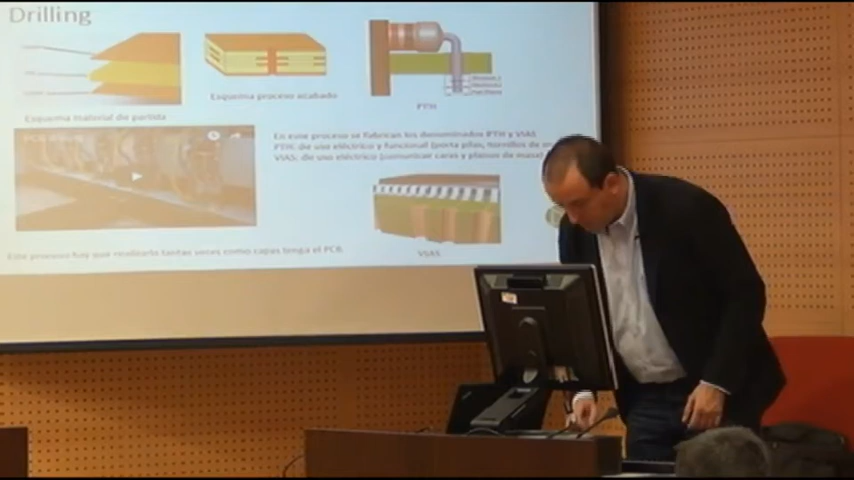 Drilling
Esquema material de partida
Esquema proceso acabado
PTH
En este proceso se fabrican los denominados PTH y VIAS
PTH: de uso eléctrico y funcional (porta pilas, tornillos de
VIAS: de uso eléctrico (comunicar caras y planos de masa)
Este proceso hay que realizarlo tantas veces como capas tenga el PCB.
VIAS